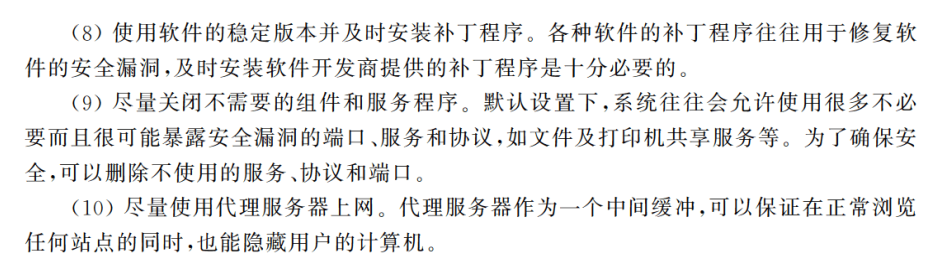 (8) 使用软件的稳定版本并及时安装补丁程序。各种软件的补丁程序往往用于修复软
件的安全漏洞,及时安装软件开发商提供的补丁程序是十分必要的。
(9) 尽量关闭不需要的组件和服务程序。默认设置下,系统往往会允许使用很多不必
要而且很可能暴露安全漏洞的端口、服务和协议,如文件及打印机共享服务等。为了确保安
全,可以删除不使用的服务、协议和端口。
(10) 尽量使用代理服务器上网。代理服务器作为一个中间缓冲,可以保证在正常浏览
任何站点的同时,也能隐藏用户的计算机。